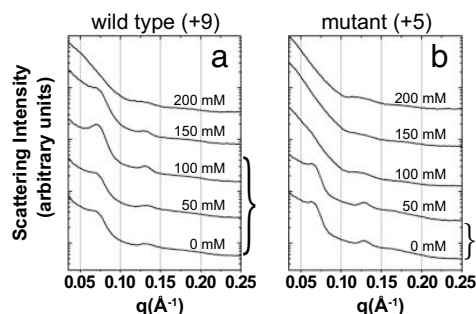 wild type (+9)
mutant (+5)
Scattering Intensity
(arbitrary units)
a
200 mM
150 mM
100 mM
50 mM
0 mM
0.05 0.10 0.15 0.20 0.25
q(Å⁻¹)
b
200 mM
150 mM
100 mM
50 mM
0 mM
0.05 0.10 0.15 0.20 0.25
q(Å⁻¹)